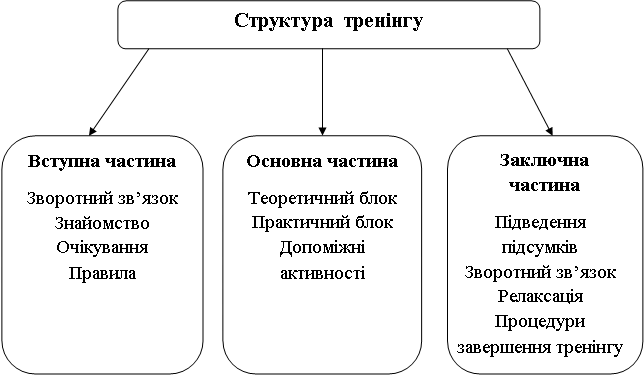 Структура тренінгу
Вступна частина
Зворотний зв’язок
Знайомство
Очікування
Правила
Основна частина
Теоретичний блок
Практичний блок
Допоміжні
активності
Заключна
частина
Підведення
підсумків
Зворотний зв’язок
Релаксація
Процедури
завершення тренінгу